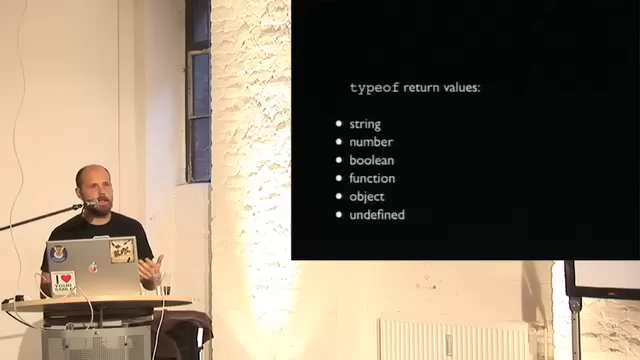 typeof return values:
• string
• number
• boolean
• function
• object
• undefined
I ♥
YOUR
SMILE